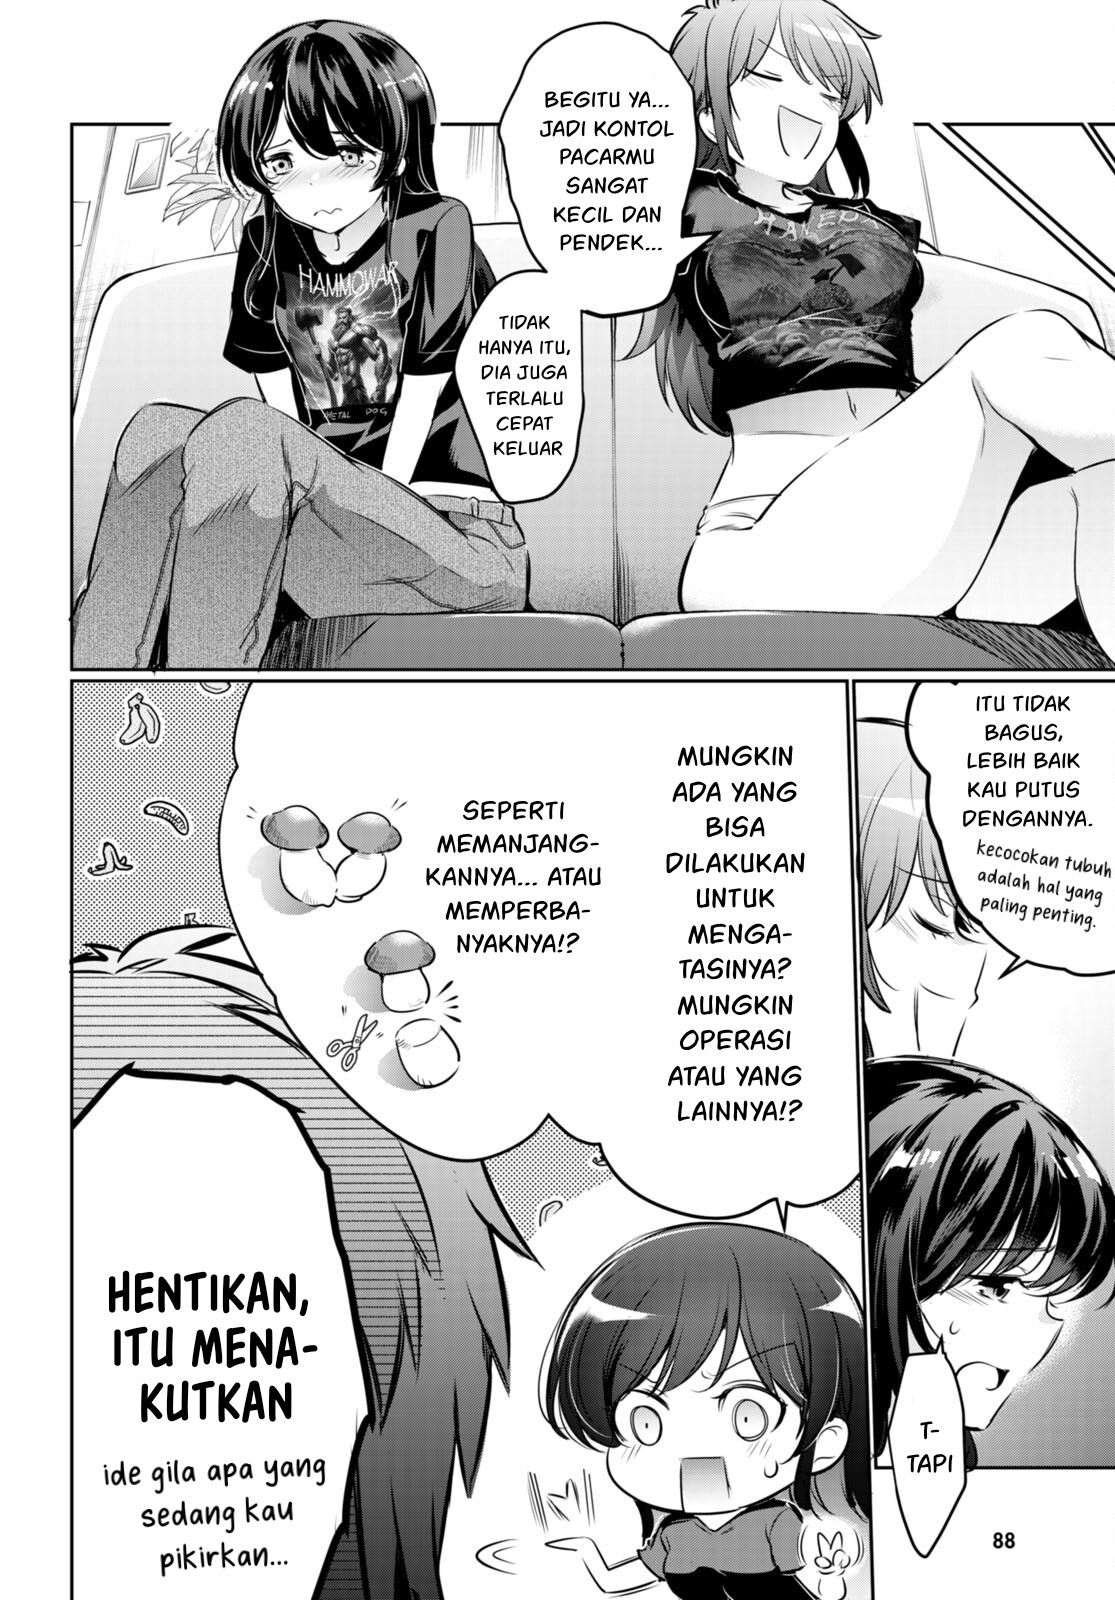 BEGITU YA...
JADI KONTOL
PACARMU
SANGAT
KECIL DAN
PENDEK...
TIDAK
HANYA ITU,
DIA JUGA
TERLALU
CEPAT
KELUAR
HAMMOWAR
METAL DOG
ITU TIDAK
BAGUS,
LEBIH BAIK
KAU PUTUS
DENGANNYA.
kecocokan tubuh
adalah hal yang
paling penting.
T-
TAPI
MUNGKIN
ADA YANG
BISA
DILAKUKAN
UNTUK
MENGA-
TASINYA?
MUNGKIN
OPERASI
ATAU YANG
LAINNYA!?
SEPERTI
MEMANJANG-
KANNYA... ATAU
MEMPERBA-
NYAKNYA!?
HENTIKAN,
ITU MENA-
KUTKAN
ide gila apa yang
sedang kau
pikirkan...
88